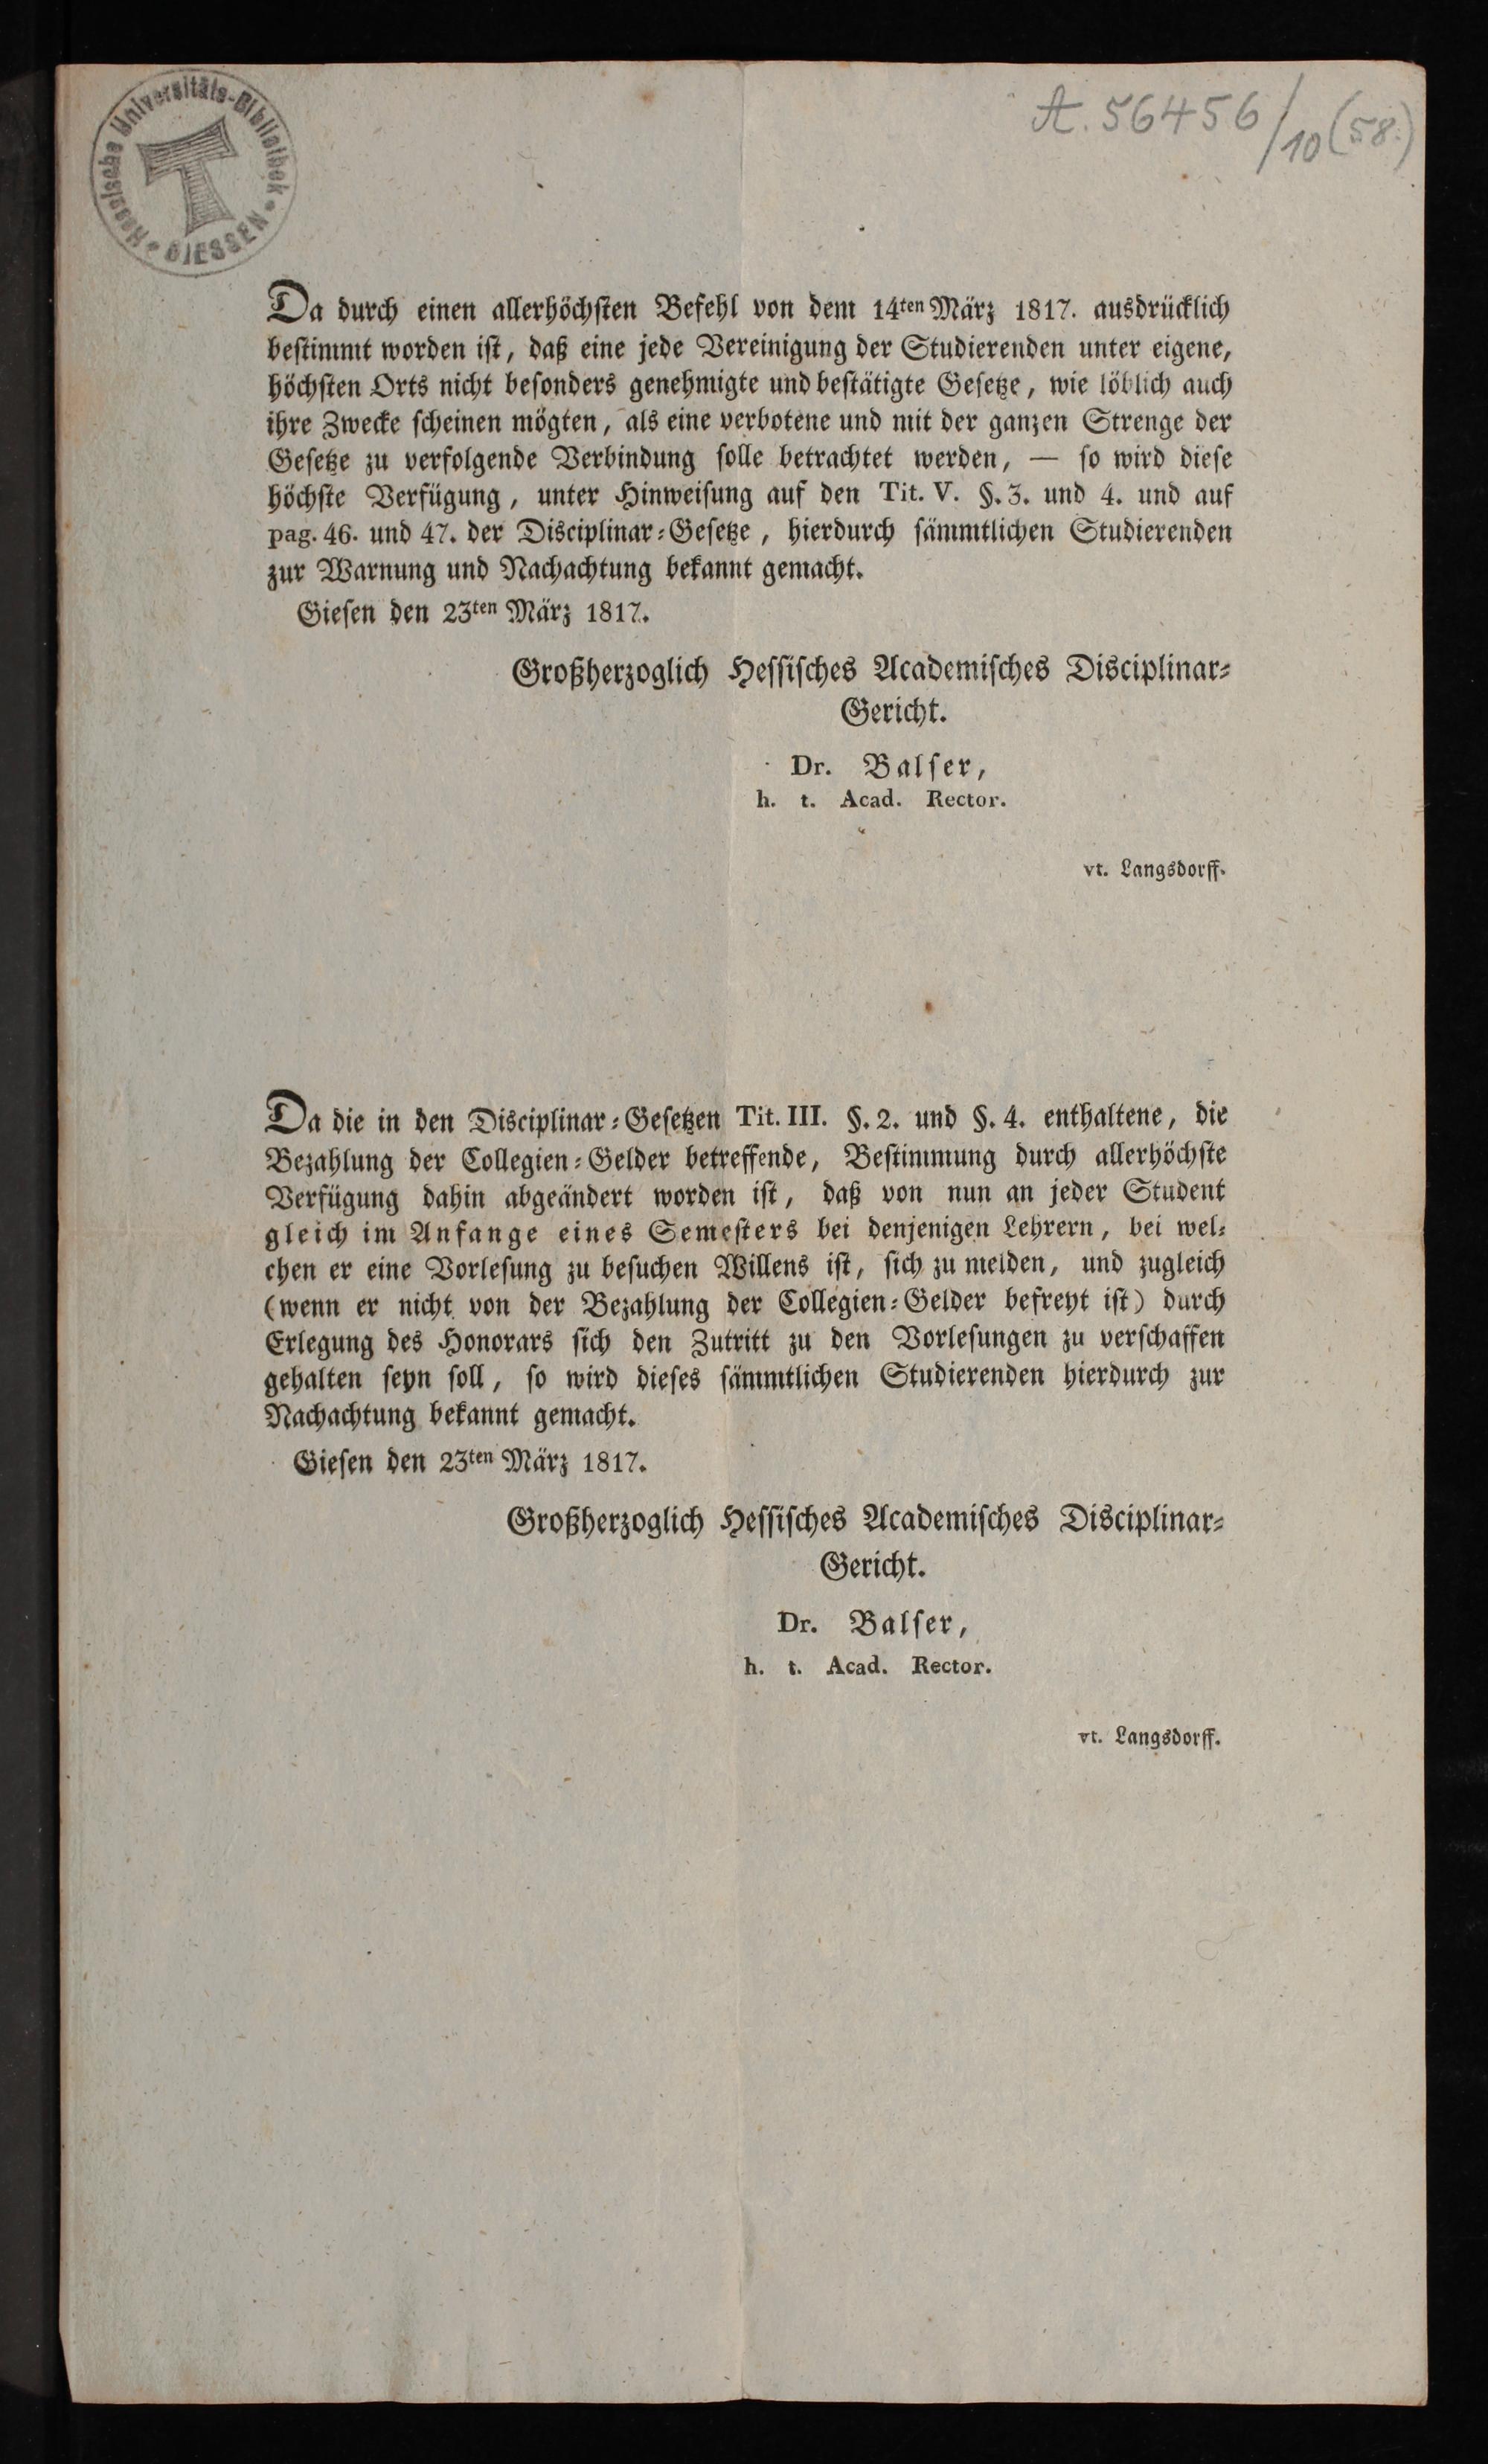 Hessische Universitäts-Bibliothek
GIESSEN
A. 56456/10 (58.)
Da durch einen allerhöchſten Befehl von dem 14ten März 1817. ausdrücklich
beſtimmt worden iſt, daß eine jede Vereinigung der Studierenden unter eigene,
höchſten Orts nicht beſonders genehmigte und beſtätigte Geſetze, wie löblich auch
ihre Zwecke ſcheinen mögten, als eine verbotene und mit der ganzen Strenge der
Geſetze zu verfolgende Verbindung ſolle betrachtet werden, — ſo wird dieſe
höchſte Verfügung, unter Hinweiſung auf den Tit. V. §. 3. und 4. und auf
pag. 46. und 47. der Disciplinar-Geſetze, hierdurch ſämmtlichen Studierenden
zur Warnung und Nachachtung bekannt gemacht.
Gieſen den 23ten März 1817.
Großherzoglich Heſſiſches Academiſches Disciplinar-
Gericht.
Dr. Balſer,
h. t. Acad. Rector.
vt. Langsdorff.
Da die in den Disciplinar-Geſetzen Tit. III. §. 2. und §. 4. enthaltene, die
Bezahlung der Collegien-Gelder betreffende, Beſtimmung durch allerhöchſte
Verfügung dahin abgeändert worden iſt, daß von nun an jeder Student
gleich im Anfange eines Semeſters bei denjenigen Lehrern, bei wel-
chen er eine Vorleſung zu beſuchen Willens iſt, ſich zu melden, und zugleich
(wenn er nicht von der Bezahlung der Collegien-Gelder befreyt iſt) durch
Erlegung des Honorars ſich den Zutritt zu den Vorleſungen zu verſchaffen
gehalten ſeyn ſoll, ſo wird dieſes ſämmtlichen Studierenden hierdurch zur
Nachachtung bekannt gemacht.
Gieſen den 23ten März 1817.
Großherzoglich Heſſiſches Academiſches Disciplinar-
Gericht.
Dr. Balſer,
h. t. Acad. Rector.
vt. Langsdorff.